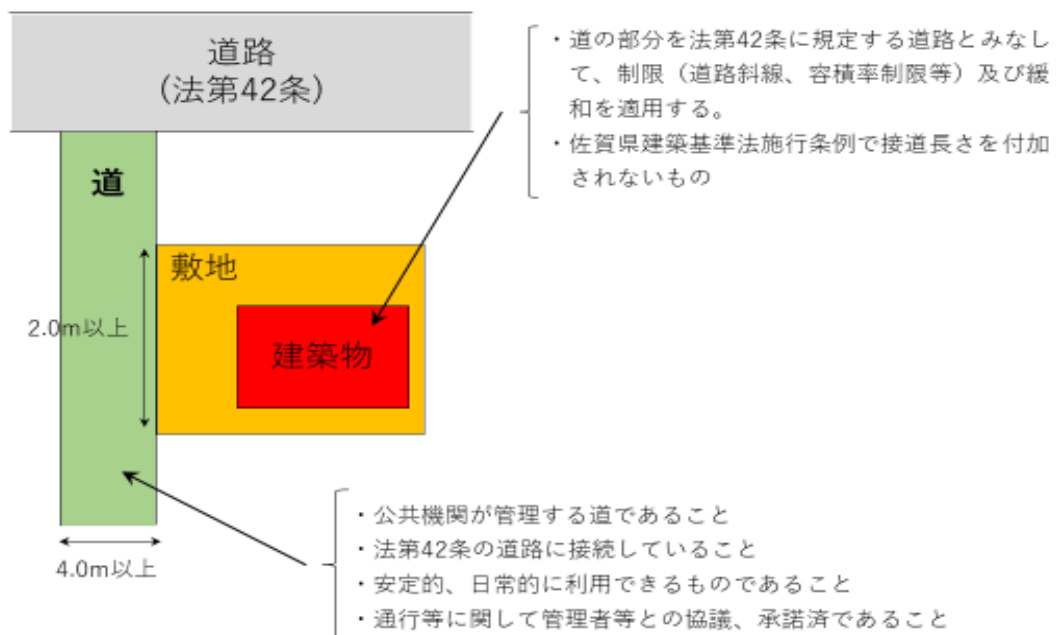 道路
(法第42条)
・道の部分を法第42条に規定する道路とみなし
て、制限（道路斜線、容積率制限等）及び緩
和を適用する。
・佐賀県建築基準法施行条例で接道長さを付加
されないもの
道
敷地
2.0m以上
建築物
4.0m以上
・公共機関が管理する道であること
・法第42条の道路に接続していること
・安定的、日常的に利用できるものであること
・通行等に関して管理者等との協議、承諾済であること